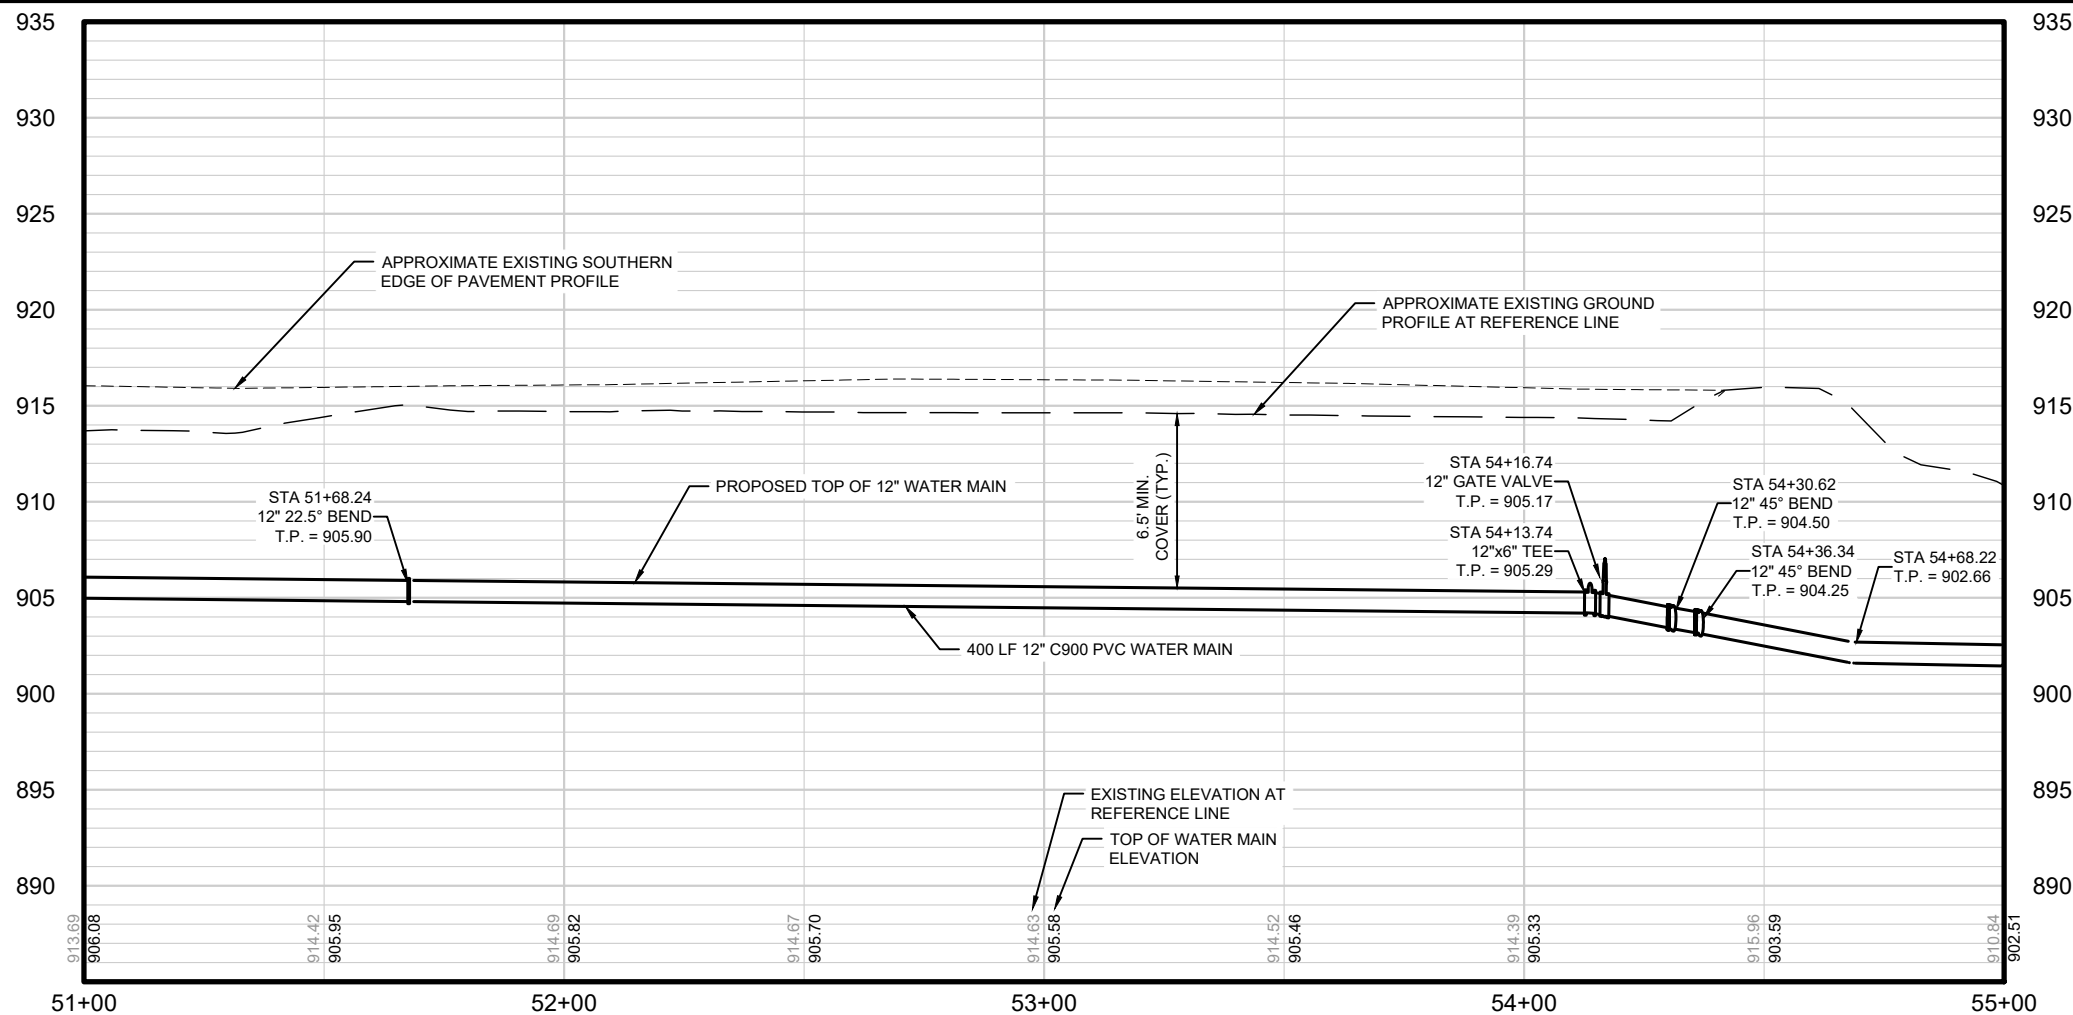 935
935
930
930
925
925
APPROXIMATE EXISTING SOUTHERN
EDGE OF PAVEMENT PROFILE
920
920
APPROXIMATE EXISTING GROUND
PROFILE AT REFERENCE LINE
915
915
6.5' MIN.
COVER (TYP.)
STA 54+16.74
12" GATE VALVE
T.P. = 905.17
STA 54+30.62
12" 45° BEND
T.P. = 904.50
PROPOSED TOP OF 12" WATER MAIN
STA 51+68.24
12" 22.5° BEND
T.P. = 905.90
910
910
STA 54+13.74
12"x6" TEE
T.P. = 905.29
STA 54+36.34
12" 45° BEND
T.P. = 904.25
STA 54+68.22
T.P. = 902.66
905
905
400 LF 12" C900 PVC WATER MAIN
900
900
895
895
EXISTING ELEVATION AT
REFERENCE LINE
TOP OF WATER MAIN
ELEVATION
890
890
913.69
906.08
914.42
905.95
914.69
905.82
914.67
905.70
914.63
905.58
914.52
905.46
914.39
905.33
915.96
903.59
910.84
902.51
51+00
52+00
53+00
54+00
55+00